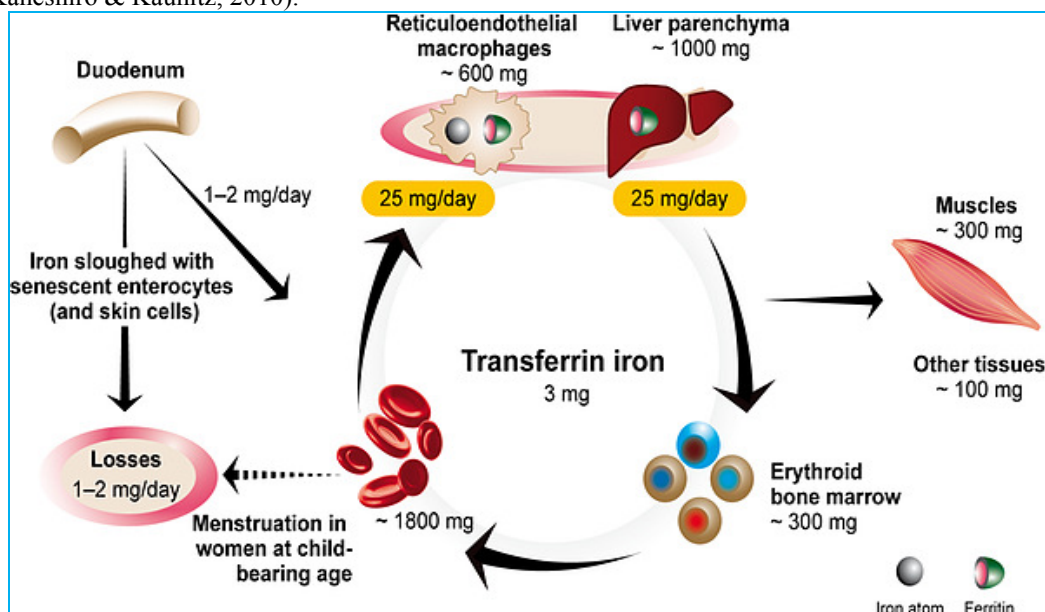 Kaneshiro & Kaunitz, 2010).
Duodenum
Reticuloendothelial
macrophages
~ 600 mg
Liver parenchyma
~ 1000 mg
1–2 mg/day
25 mg/day
25 mg/day
Muscles
~ 300 mg
Iron sloughed with
senescent enterocytes
(and skin cells)
Transferrin iron
3 mg
Other tissues
~ 100 mg
Losses
1–2 mg/day
Menstruation in
women at child-
bearing age
~ 1800 mg
Erythroid
bone marrow
~ 300 mg
Iron atom
Ferritin